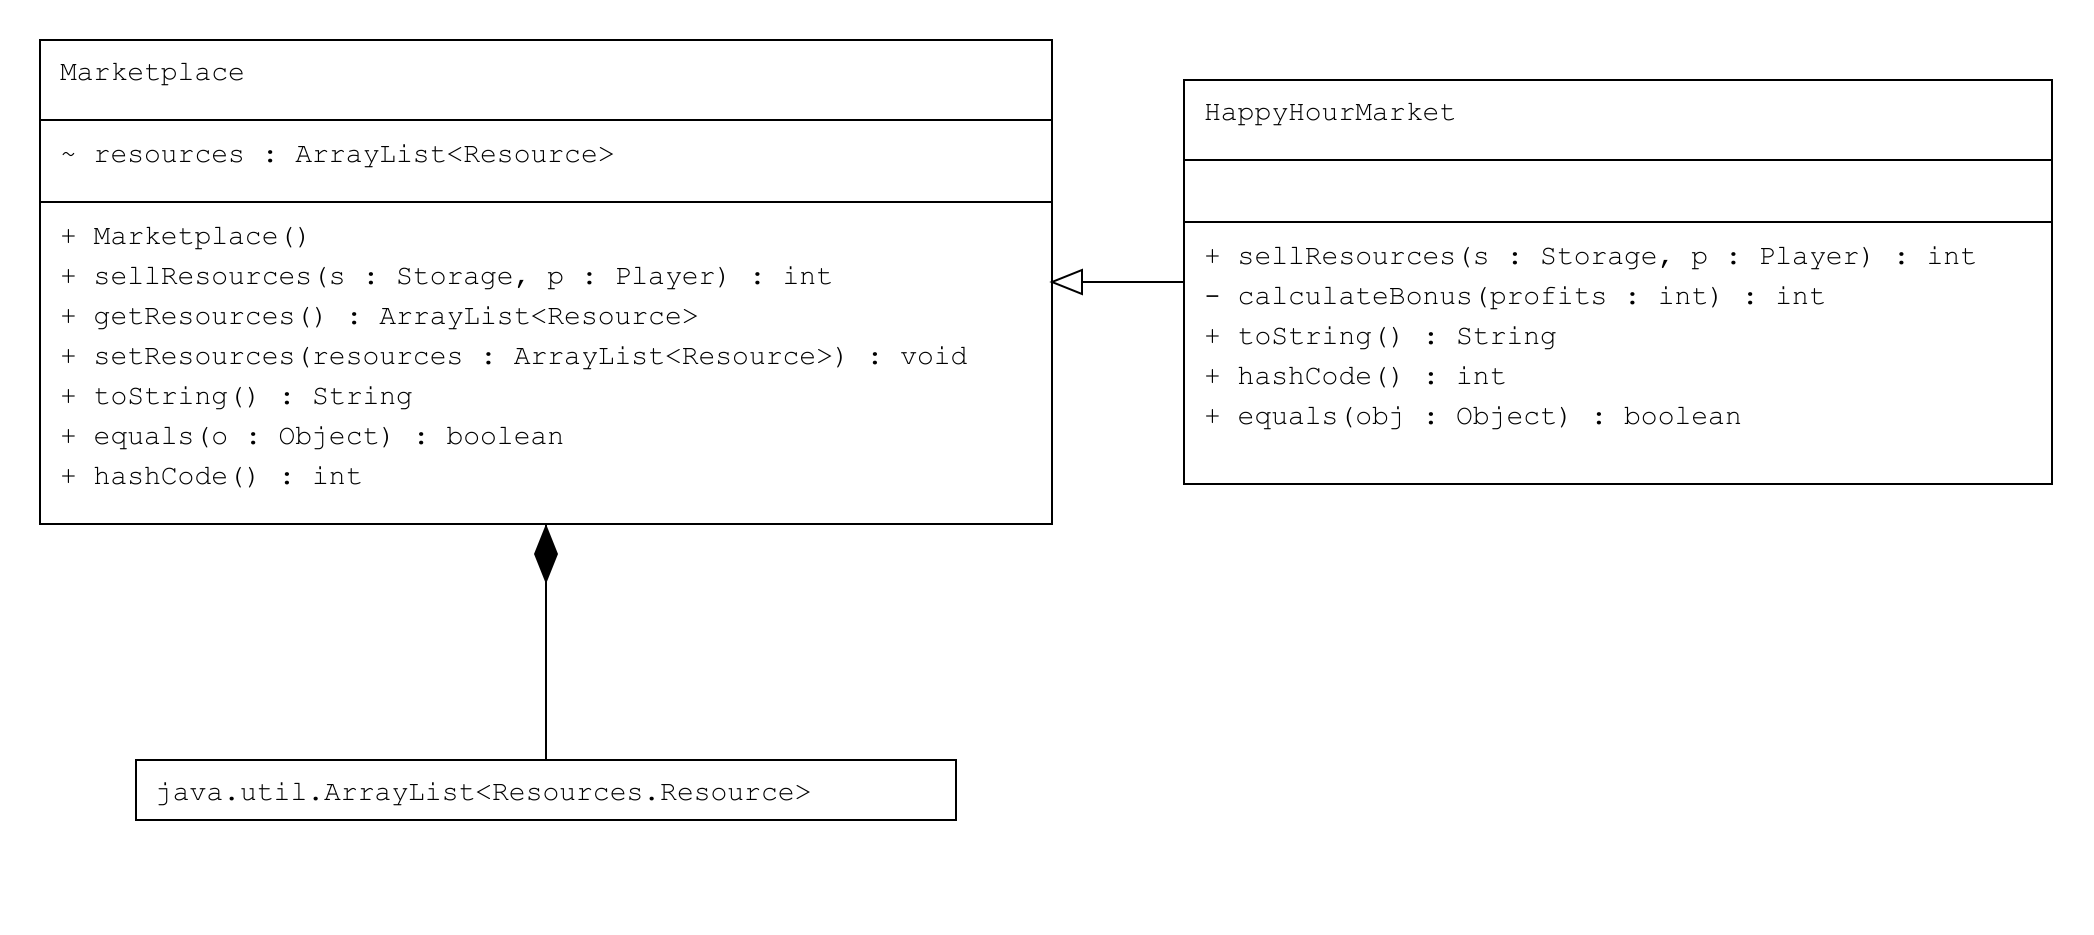 Marketplace
~ resources : ArrayList<Resource>
+ Marketplace()
+ sellResources(s : Storage, p : Player) : int
+ getResources() : ArrayList<Resource>
+ setResources(resources : ArrayList<Resource>) : void
+ toString() : String
+ equals(o : Object) : boolean
+ hashCode() : int
HappyHourMarket
+ sellResources(s : Storage, p : Player) : int
- calculateBonus(profits : int) : int
+ toString() : String
+ hashCode() : int
+ equals(obj : Object) : boolean
java.util.ArrayList<Resources.Resource>